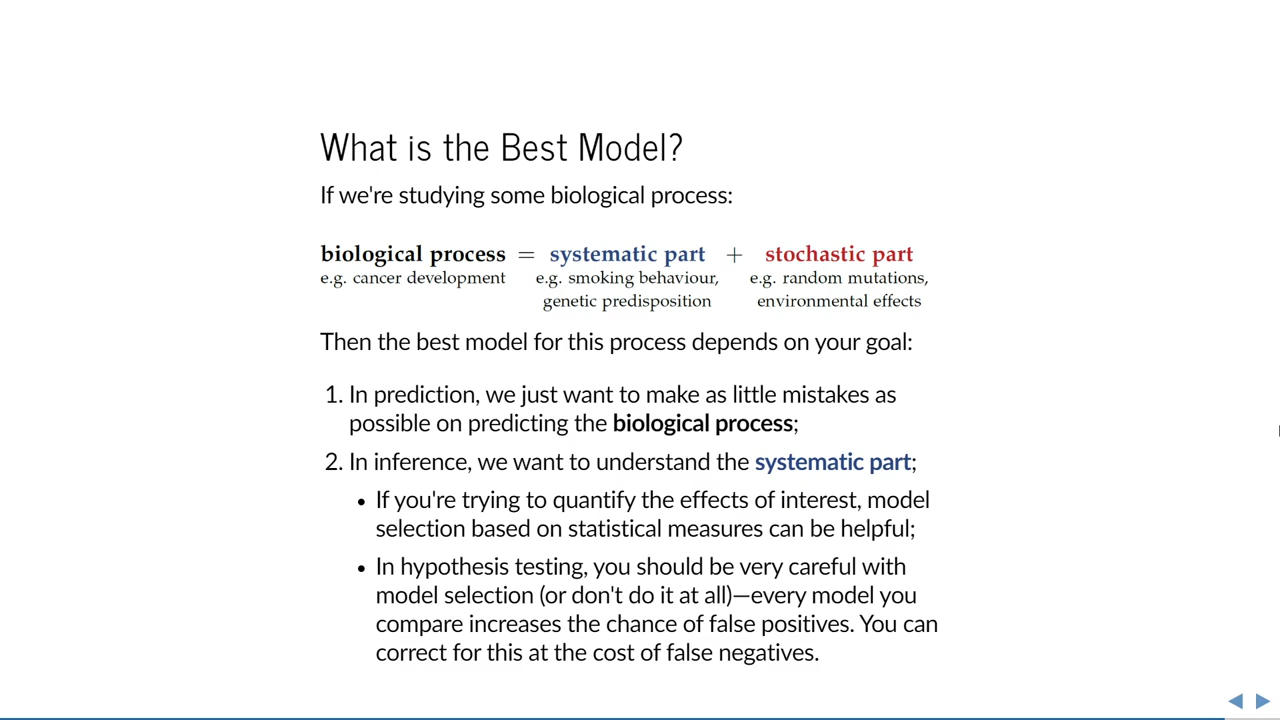 What is the Best Model?
If we're studying some biological process:
biological process = systematic part + stochastic part
e.g. cancer development e.g. smoking behaviour, e.g. random mutations,
genetic predisposition environmental effects
Then the best model for this process depends on your goal:
1. In prediction, we just want to make as little mistakes as
possible on predicting the biological process;
2. In inference, we want to understand the systematic part;
• If you're trying to quantify the effects of interest, model
selection based on statistical measures can be helpful;
• In hypothesis testing, you should be very careful with
model selection (or don't do it at all)—every model you
compare increases the chance of false positives. You can
correct for this at the cost of false negatives.